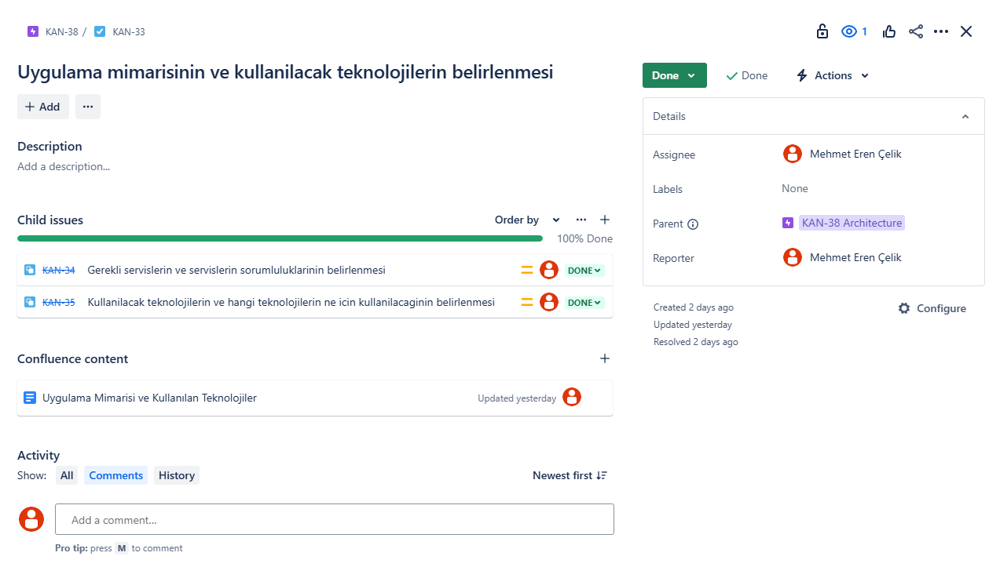 KAN-38 / KAN-33
1
Uygulama mimarisinin ve kullanilacak teknolojilerin belirlenmesi
Add
Description
Add a description...
Child issues
Order by
100% Done
KAN-34 Gerekli servislerin ve servislerin sorumluluklarinin belirlenmesi DONE
KAN-35 Kullanilacak teknolojilerin ve hangi teknolojilerin ne icin kullanilacaginin belirlenmesi DONE
Confluence content
Uygulama Mimarisi ve Kullanılan Teknolojiler Updated yesterday
Activity
Show: All Comments History
Newest first
Add a comment...
Pro tip: press M to comment
Done
Done
Actions
Details
Assignee Mehmet Eren Çelik
Labels None
Parent KAN-38 Architecture
Reporter Mehmet Eren Çelik
Created 2 days ago
Updated yesterday
Resolved 2 days ago
Configure